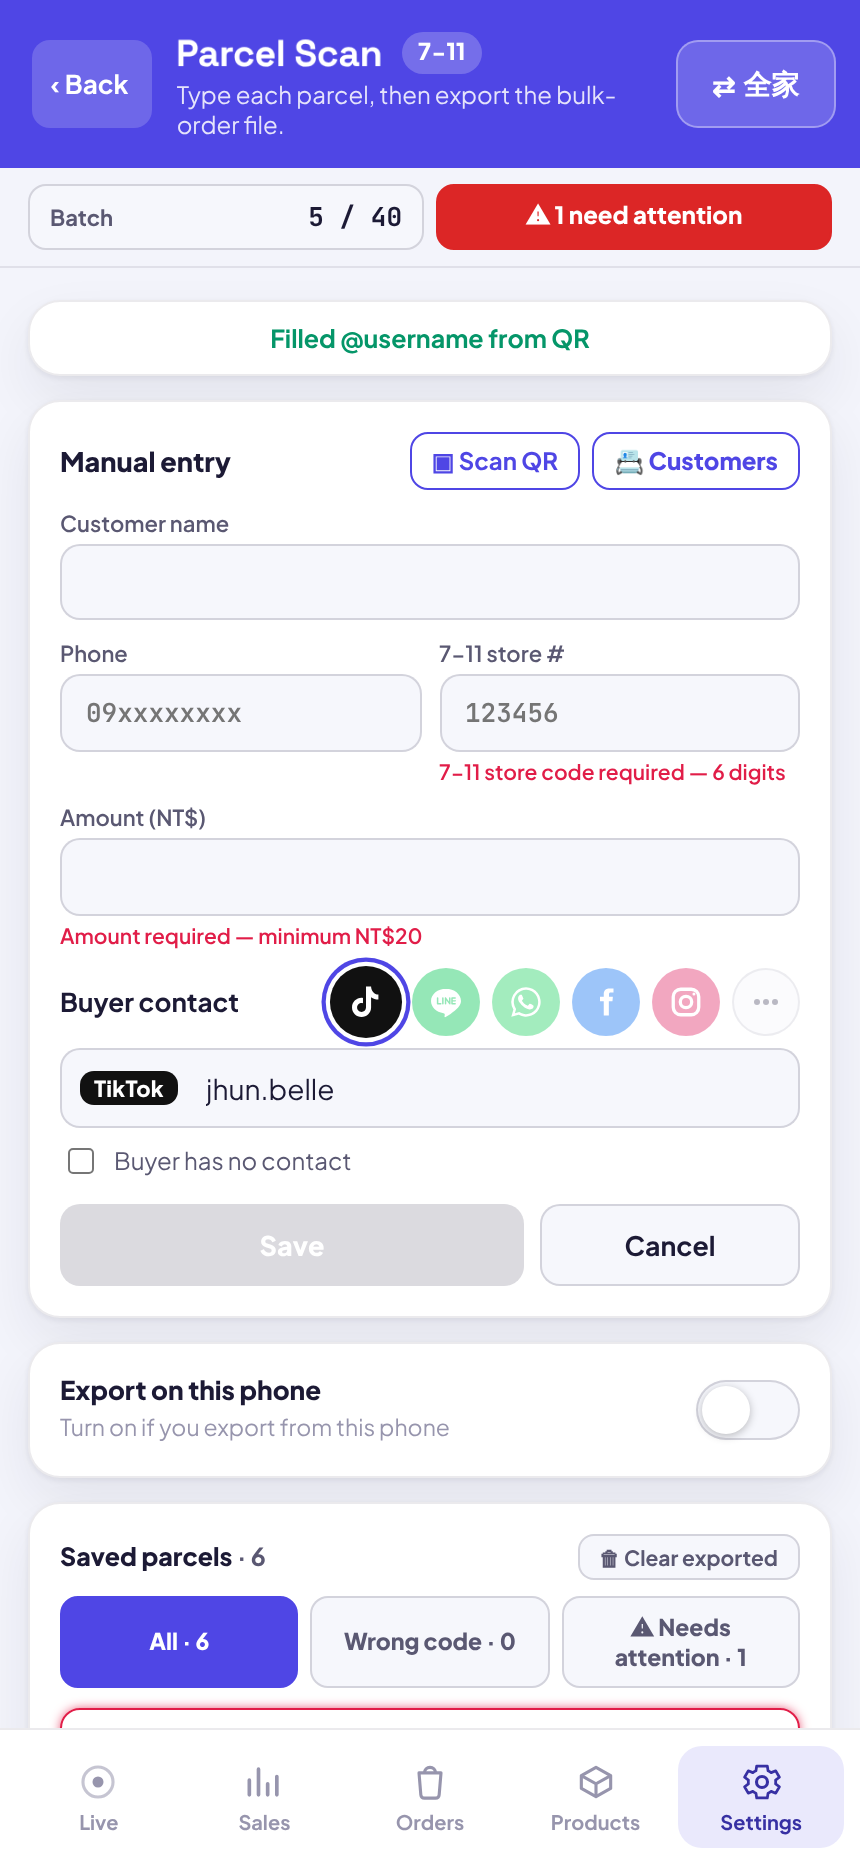 ‹ Back
Parcel Scan
7-11
Type each parcel, then export the bulk-
order file.
⇄ 全家
Batch
5 / 40
⚠ 1 need attention
Filled @username from QR
Manual entry
▣ Scan QR
📇 Customers
Customer name
Phone
7-11 store #
09xxxxxxxx
123456
7-11 store code required — 6 digits
Amount (NT$)
Amount required — minimum NT$20
Buyer contact
LINE
TikTok
jhun.belle
Buyer has no contact
Save
Cancel
Export on this phone
Turn on if you export from this phone
Saved parcels · 6
🗑 Clear exported
All · 6
Wrong code · 0
⚠ Needs
attention · 1
Live
Sales
Orders
Products
Settings